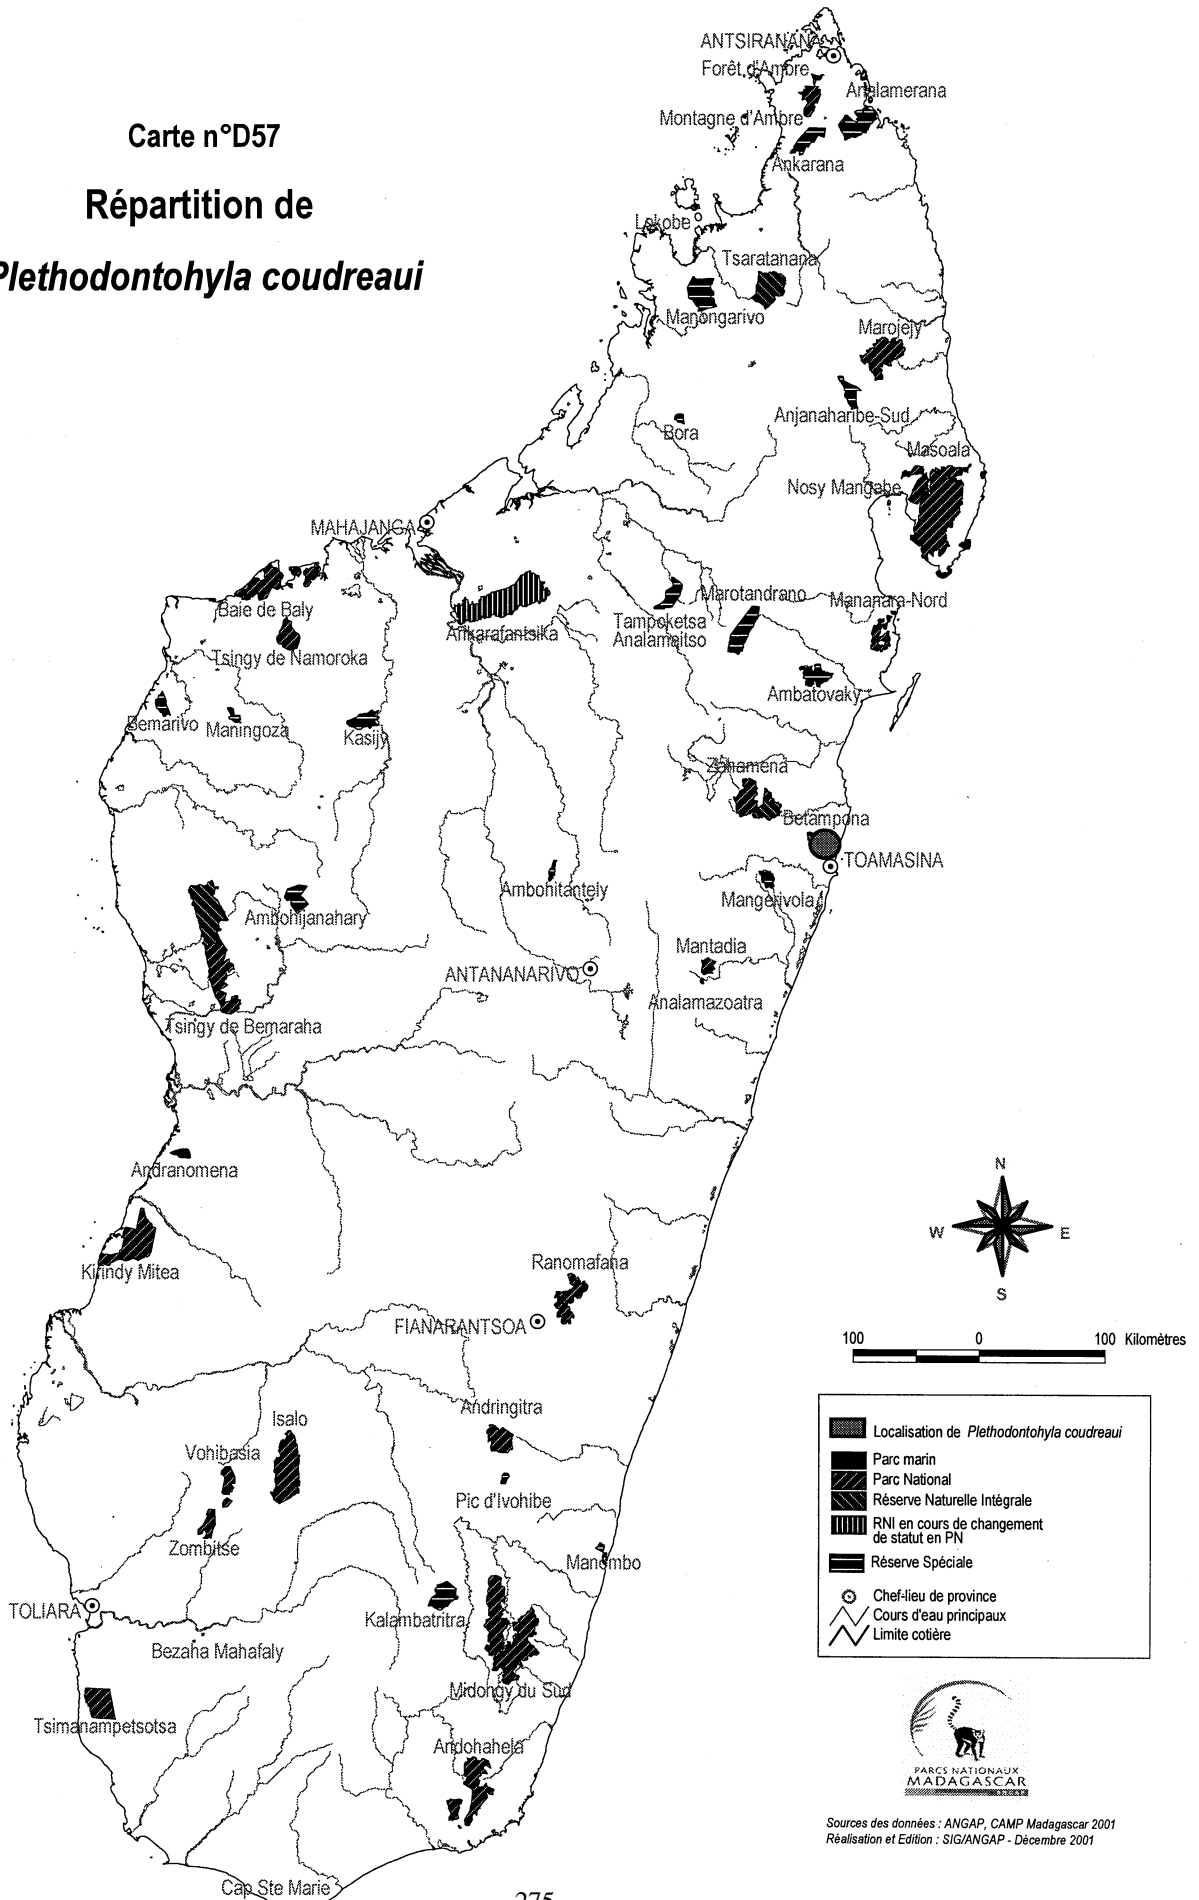 Carte n°D57
Répartition de
Plethodontohyla coudreaui
ANTSIRANANA
Forêt d'Ambre
Analamerana
Montagne d'Ambre
Ankarana
Lokobe
Tsaratanana
Manongarivo
Marojejy
Anjanaharibe-Sud
Bora
Masoala
Nosy Mangabe
MAHAJANGA
Baie de Baly
Ankarafantsika
Tampoketsa
Analamaitso
Marotandrano
Mananara-Nord
Tsingy de Namoroka
Ambatovaky
Bemarivo
Maningoza
Kasijy
Zahamena
Betampona
TOAMASINA
Ambohitantely
Mangerivola
Ambohijanahary
Mantadia
ANTANANARIVO
Analamazoatra
Tsingy de Bemaraha
Andranomena
Kirindy Mitea
Ranomafana
FIANARANTSOA
N
W
E
S
100 0 100 Kilomètres
Andringitra
Isalo
Vohibasia
Pic d'Ivohibe
Zombitse
Manombo
TOLIARA
Kalambatritra
Bezaha Mahafaly
Midongy du Sud
Tsimanampetsotsa
Andohahela
Cap Ste Marie
Localisation de Plethodontohyla coudreaui
Parc marin
Parc National
Réserve Naturelle Intégrale
RNI en cours de changement
de statut en PN
Réserve Spéciale
Chef-lieu de province
Cours d'eau principaux
Limite cotière
PARCS NATIONAUX
MADAGASCAR
ANGAP
Sources des données : ANGAP, CAMP Madagascar 2001
Réalisation et Edition : SIG/ANGAP - Décembre 2001
275